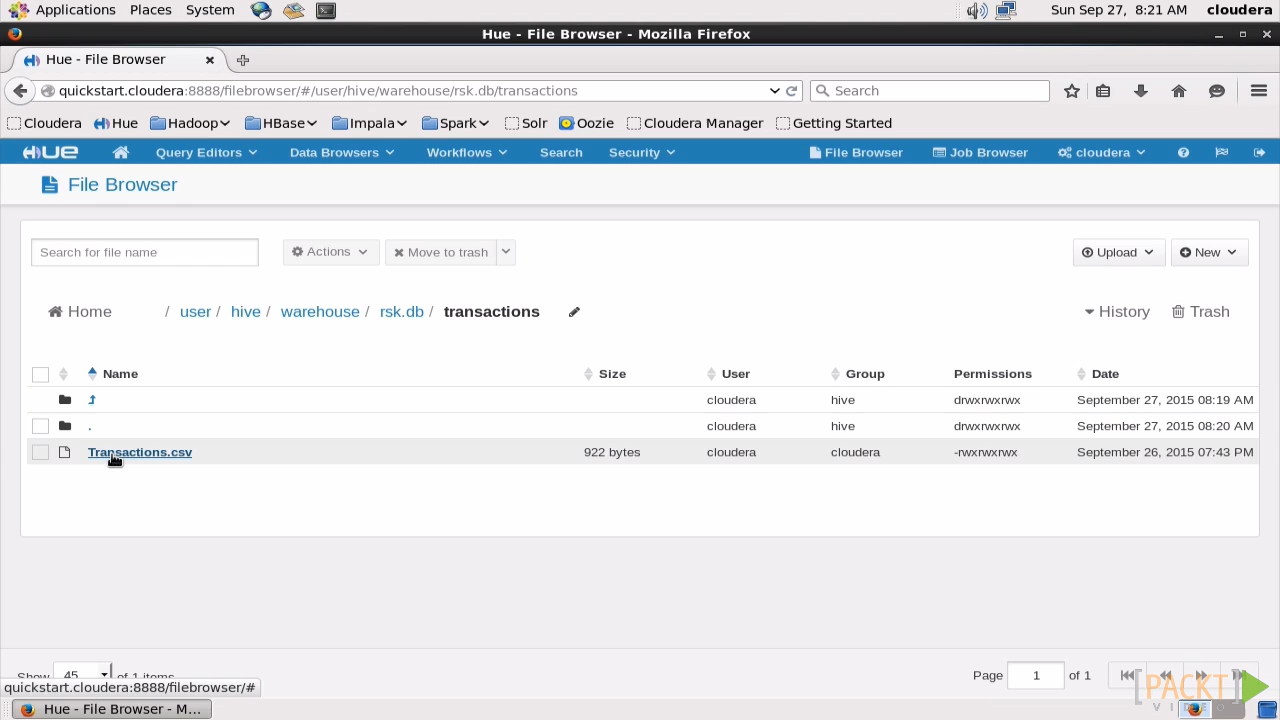 Applications Places System Sun Sep 27, 8:21 AM cloudera
Hue - File Browser - Mozilla Firefox
Hue - File Browser
quickstart.cloudera:8888/filebrowser/#/user/hive/warehouse/rsk.db/transactions Search
Cloudera Hue Hadoop HBase Impala Spark Solr Oozie Cloudera Manager Getting Started
HUE Query Editors Data Browsers Workflows Search Security File Browser Job Browser cloudera
File Browser
Search for file name Actions Move to trash Upload New
Home / user / hive / warehouse / rsk.db / transactions History Trash
Name Size User Group Permissions Date
cloudera hive drwxrwxrwx September 27, 2015 08:19 AM
. cloudera hive drwxrwxrwx September 27, 2015 08:20 AM
Transactions.csv 922 bytes cloudera cloudera -rwxrwxrwx September 26, 2015 07:43 PM
Show 45 of 1 items Page 1 of 1
quickstart.cloudera:8888/filebrowser/#
[PACKT]
VIDEO
Hue - File Browser - M...